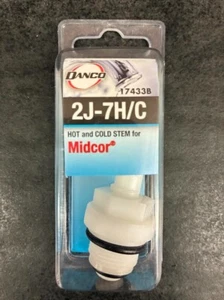 DANCO
17433B
2J-7H/C
HOT and COLD STEM for
Midcor®